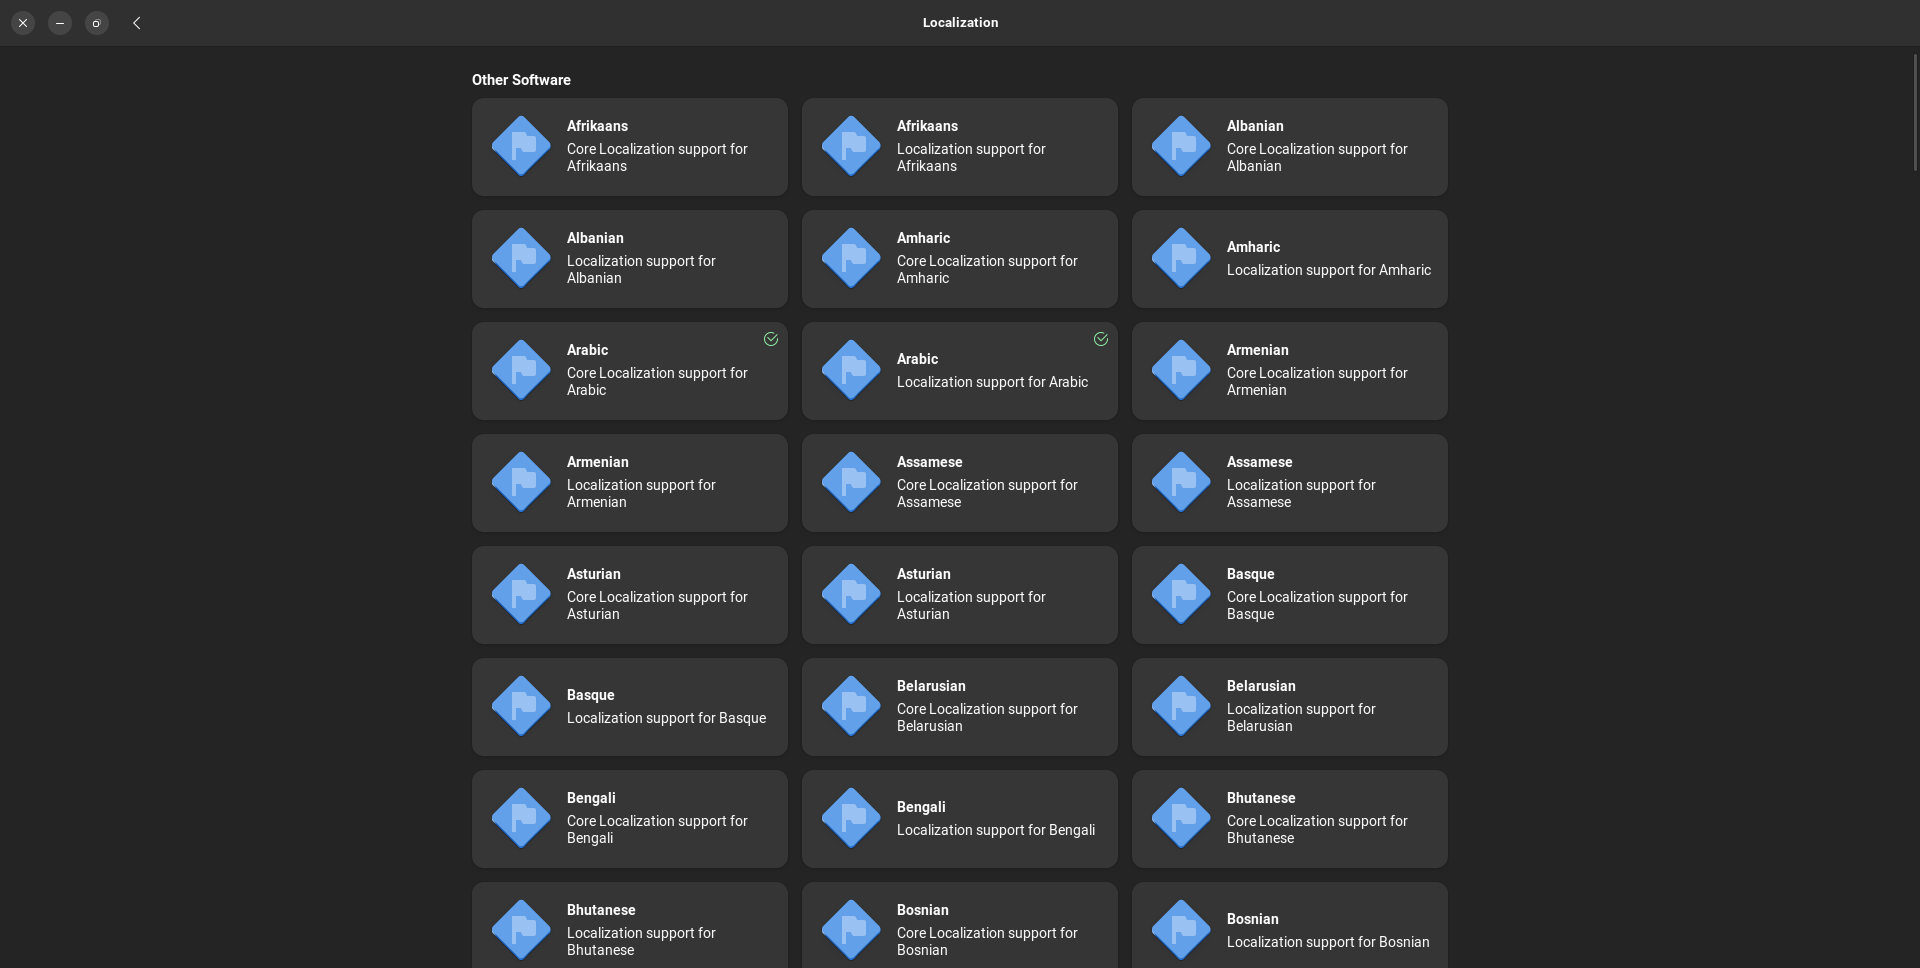 Localization
Other Software
Afrikaans
Core Localization support for
Afrikaans
Afrikaans
Localization support for
Afrikaans
Albanian
Core Localization support for
Albanian
Albanian
Localization support for
Albanian
Amharic
Core Localization support for
Amharic
Amharic
Localization support for Amharic
Arabic
Core Localization support for
Arabic
Arabic
Localization support for Arabic
Armenian
Core Localization support for
Armenian
Armenian
Localization support for
Armenian
Assamese
Core Localization support for
Assamese
Assamese
Localization support for
Assamese
Asturian
Core Localization support for
Asturian
Asturian
Localization support for
Asturian
Basque
Core Localization support for
Basque
Basque
Localization support for Basque
Belarusian
Core Localization support for
Belarusian
Belarusian
Localization support for
Belarusian
Bengali
Core Localization support for
Bengali
Bengali
Localization support for Bengali
Bhutanese
Core Localization support for
Bhutanese
Bhutanese
Localization support for
Bhutanese
Bosnian
Core Localization support for
Bosnian
Bosnian
Localization support for Bosnian